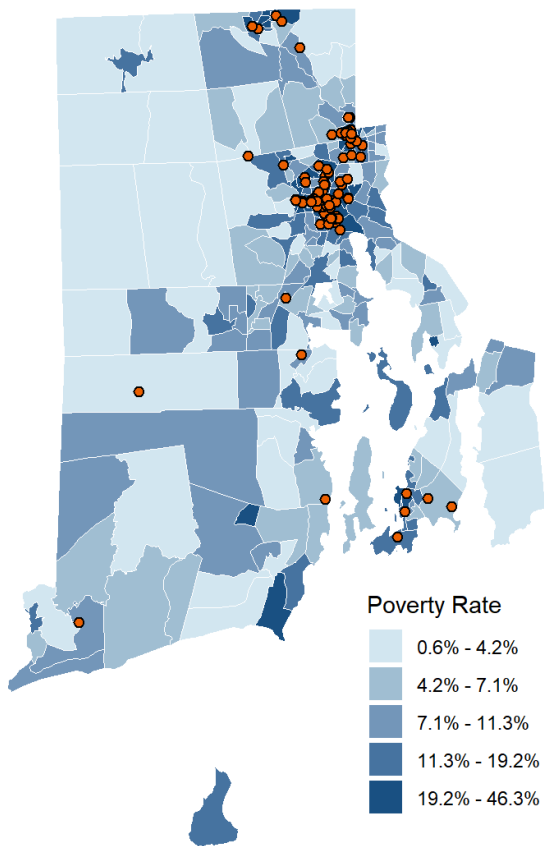 Poverty Rate
0.6% - 4.2%
4.2% - 7.1%
7.1% - 11.3%
11.3% - 19.2%
19.2% - 46.3%